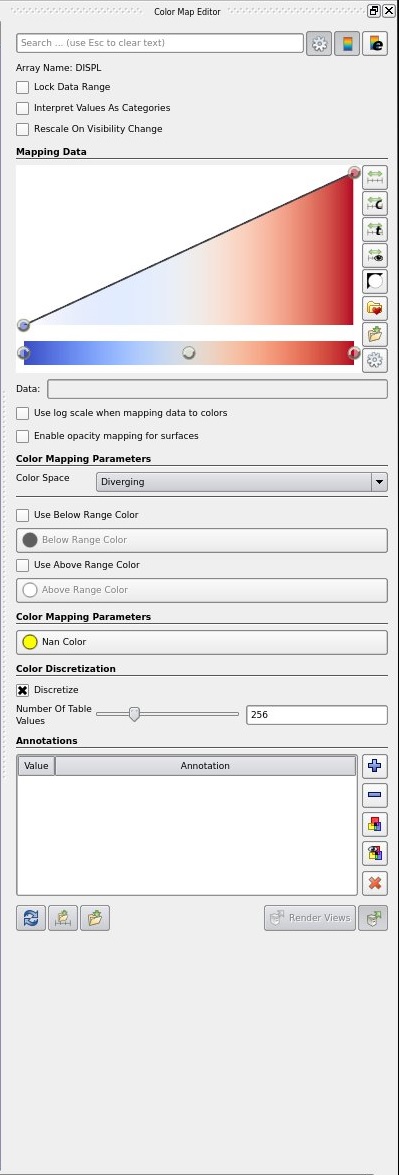 Color Map Editor
Search ... (use Esc to clear text)
Array Name: DISPL
Lock Data Range
Interpret Values As Categories
Rescale On Visibility Change
Mapping Data
Data:
Use log scale when mapping data to colors
Enable opacity mapping for surfaces
Color Mapping Parameters
Color Space
Diverging
Use Below Range Color
Below Range Color
Use Above Range Color
Above Range Color
Color Mapping Parameters
Nan Color
Color Discretization
Discretize
Number Of Table
Values
256
Annotations
Value Annotation
Render Views